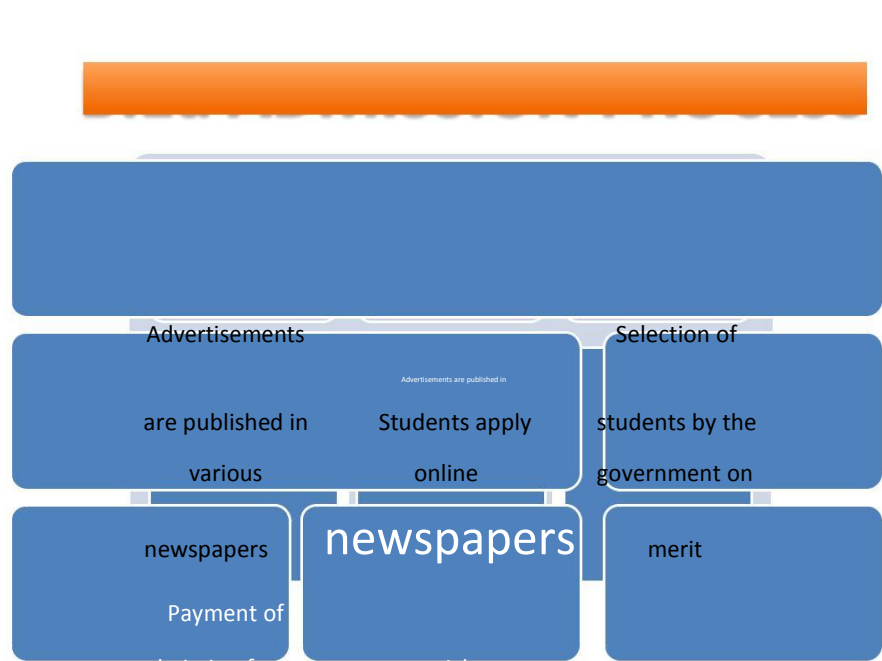 Advertisements
Selection of
Advertisements are published in
are published in
Students apply
students by the
various
online
government on
newspapers
newspapers
merit
Payment of